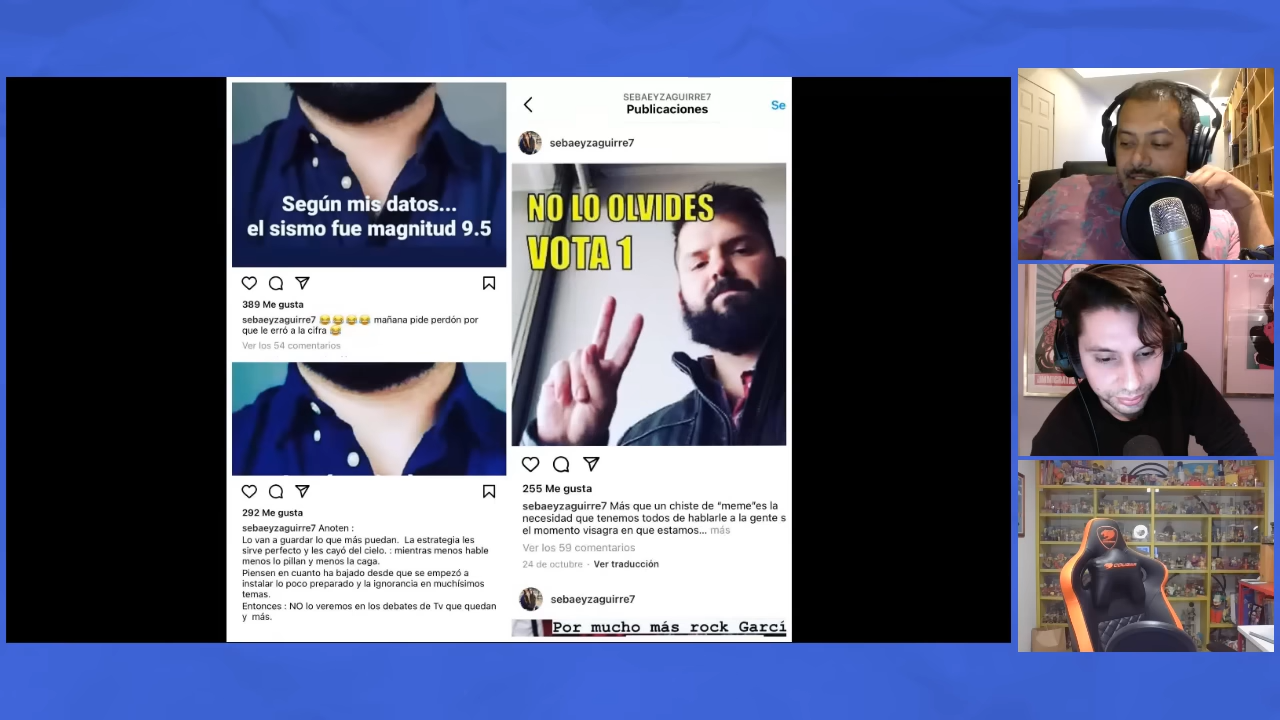 Según mis datos...
el sismo fue magnitud 9.5
389 Me gusta
sebaeyzaguirre7 😂😂😂😂 mañana pide perdón por
que le erró a la cifra 😂
Ver los 54 comentarios
292 Me gusta
sebaeyzaguirre7 Anoten :
Lo van a guardar lo que más puedan. La estrategia les
sirve perfecto y les cayó del cielo. : mientras menos hable
menos lo pillan y menos la caga.
Piensen en cuanto ha bajado desde que se empezó a
instalar lo poco preparado y la ignorancia en muchísimos
temas.
Entonces : NO lo veremos en los debates de Tv que quedan
y más.
SEBAEYZAGUIRRE7
Publicaciones
Se
sebaeyzaguirre7
NO LO OLVIDES
VOTA 1
255 Me gusta
sebaeyzaguirre7 Más que un chiste de "meme"es la
necesidad que tenemos todos de hablarle a la gente s
el momento visagra en que estamos... más
Ver los 59 comentarios
24 de octubre · Ver traducción
sebaeyzaguirre7
Por mucho más rock Garcí
COUGAR